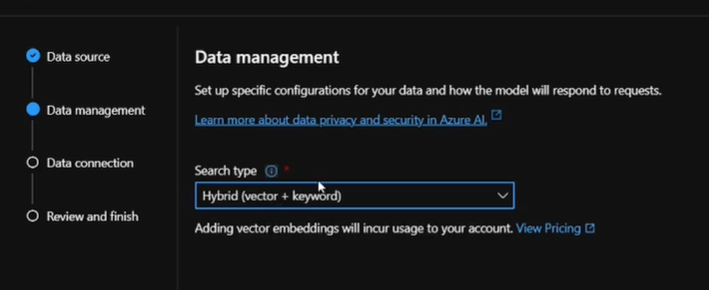 Data source
Data management
Data connection
Review and finish
Data management
Set up specific configurations for your data and how the model will respond to requests.
Learn more about data privacy and security in Azure AI.
Search type *
Hybrid (vector + keyword)
Adding vector embeddings will incur usage to your account. View Pricing